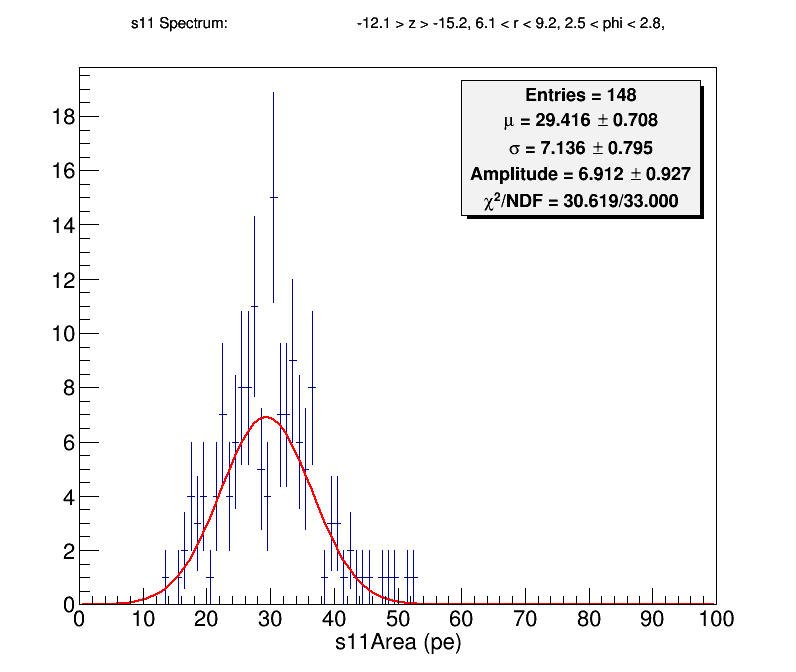 s11 Spectrum: -12.1 > z > -15.2, 6.1 < r < 9.2, 2.5 < phi < 2.8,
Entries = 148
μ = 29.416 ± 0.708
σ = 7.136 ± 0.795
Amplitude = 6.912 ± 0.927
χ²/NDF = 30.619/33.000
18
16
14
12
10
8
6
4
2
0
0 10 20 30 40 50 60 70 80 90 100
s11Area (pe)